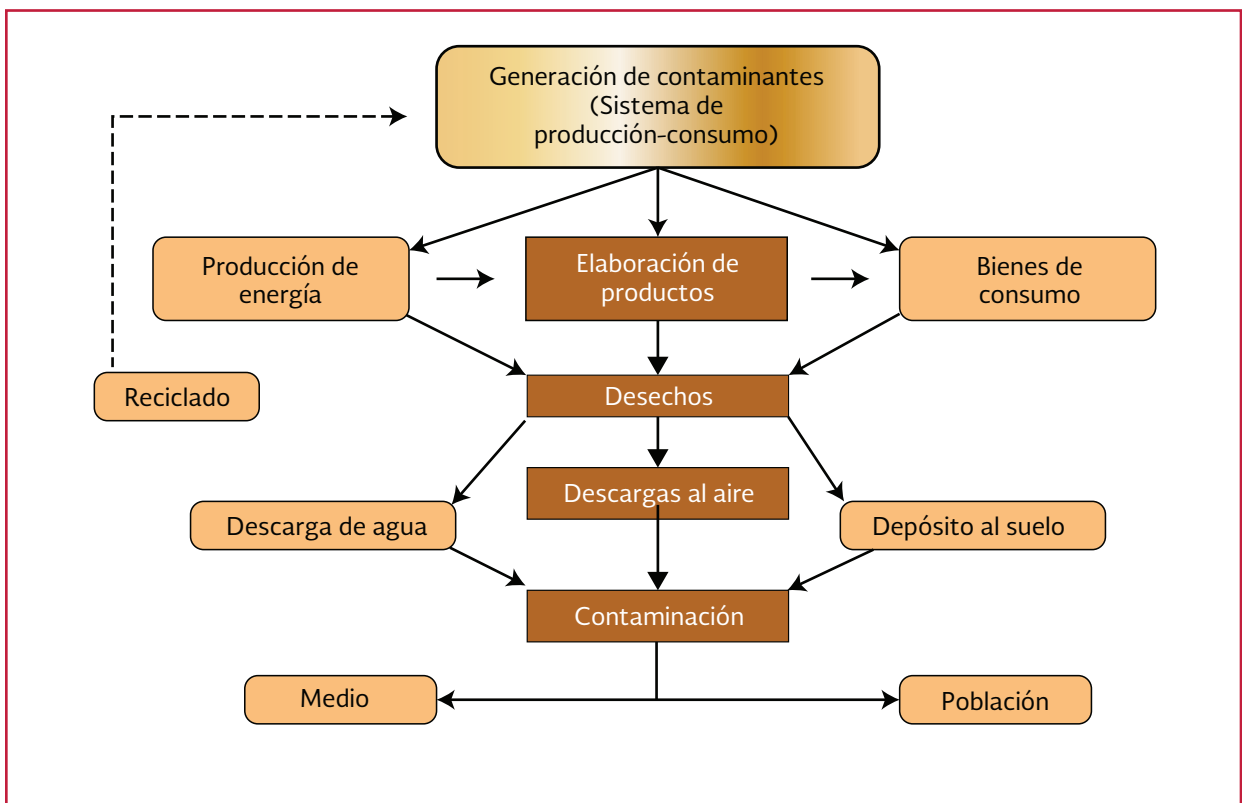 Generación de contaminantes
(Sistema de
producción-consumo)
Producción de
energía
Elaboración de
productos
Bienes de
consumo
Reciclado
Desechos
Descargas al aire
Descarga de agua
Depósito al suelo
Contaminación
Medio
Población